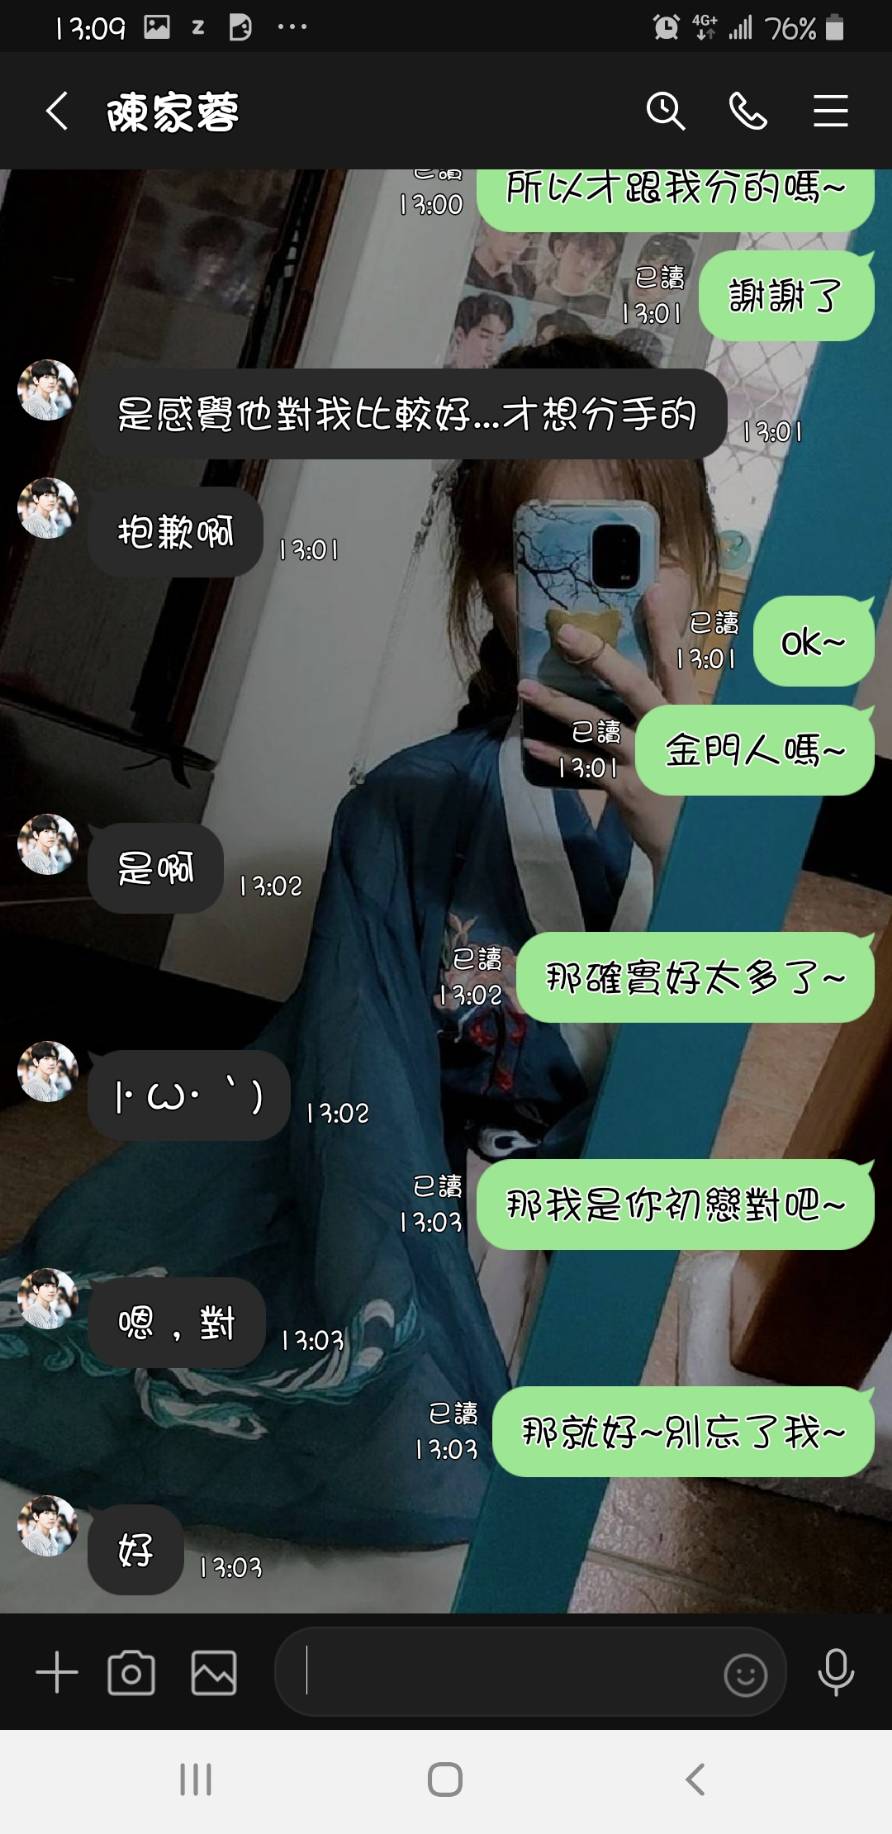 13:09
4G+
76%
陳家蓉
已讀
13:00
所以才跟我分的嗎~
已讀
13:01
謝謝了
是感覺他對我比較好...才想分手的
13:01
抱歉啊
13:01
已讀
13:01
ok~
已讀
13:01
金門人嗎~
是啊
13:02
已讀
13:02
那確實好太多了~
|･ω･｀)
13:02
已讀
13:03
那我是你初戀對吧~
嗯，對
13:03
已讀
13:03
那就好~別忘了我~
好
13:03